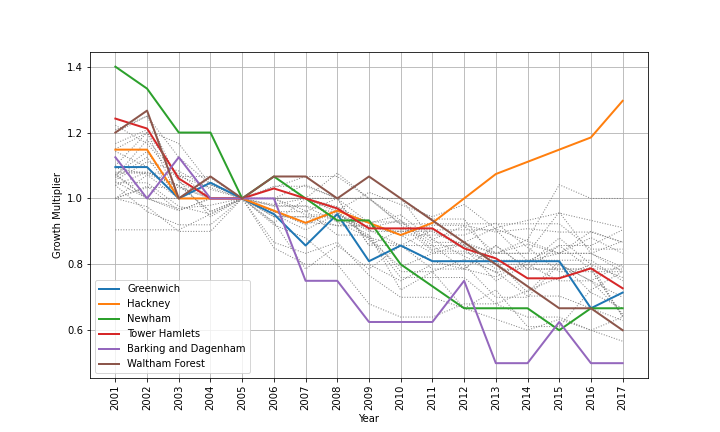 1.4
1.2
1.0
0.8
0.6
Growth Multiplier
Greenwich
Hackney
Newham
Tower Hamlets
Barking and Dagenham
Waltham Forest
2001
2002
2003
2004
2005
2006
2007
2008
2009
2010
2011
2012
2013
2014
2015
2016
2017
Year